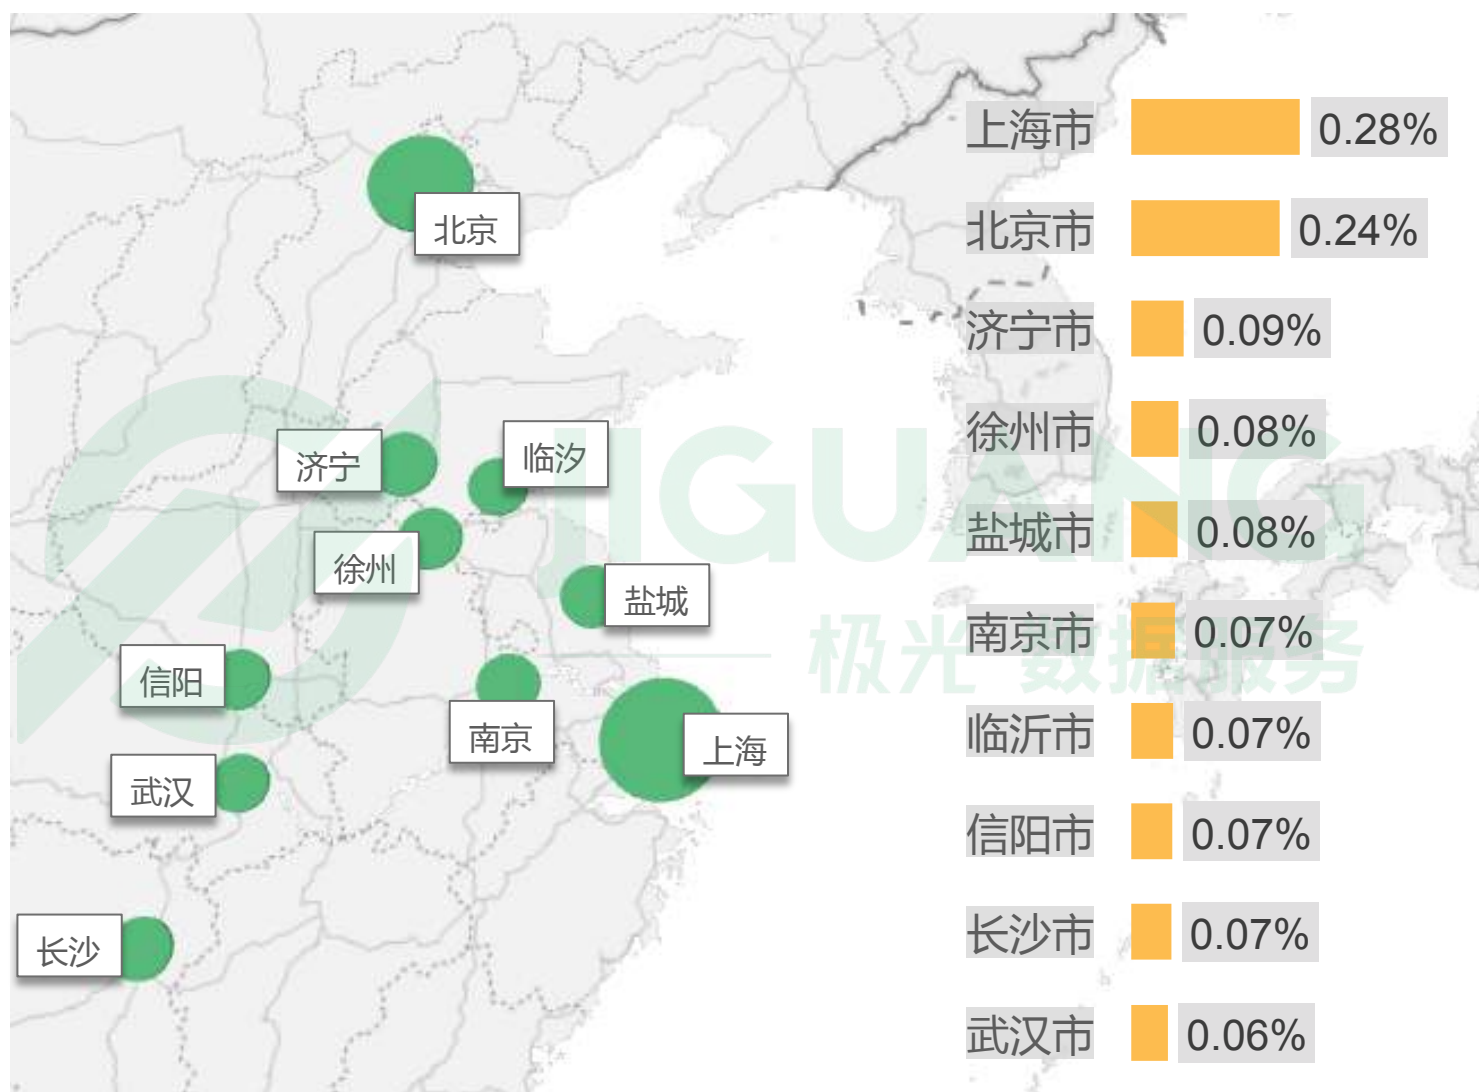 北京
济宁
临汐
徐州
盐城
信阳
南京
上海
武汉
长沙
上海市 0.28%
北京市 0.24%
济宁市 0.09%
徐州市 0.08%
盐城市 0.08%
南京市 0.07%
临沂市 0.07%
信阳市 0.07%
长沙市 0.07%
武汉市 0.06%
JIGUANG
极光 数据服务